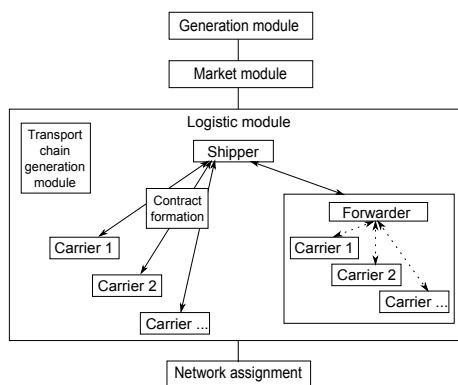 Generation module
Market module
Logistic module
Transport
chain
generation
module
Shipper
Contract
formation
Carrier 1
Carrier 2
Carrier ...
Forwarder
Carrier 1
Carrier 2
Carrier ...
Network assignment